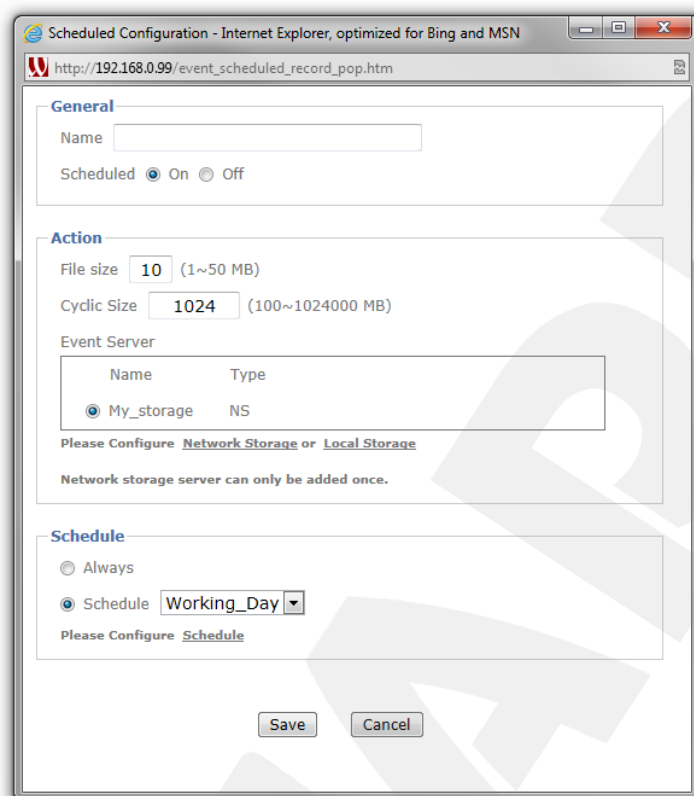 Scheduled Configuration - Internet Explorer, optimized for Bing and MSN
http://192.168.0.99/event_scheduled_record_pop.htm
General
Name
Scheduled On Off
Action
File size 10 (1~50 MB)
Cyclic Size 1024 (100~1024000 MB)
Event Server
Name Type
My_storage NS
Please Configure Network Storage or Local Storage
Network storage server can only be added once.
Schedule
Always
Schedule Working_Day
Please Configure Schedule
Save Cancel